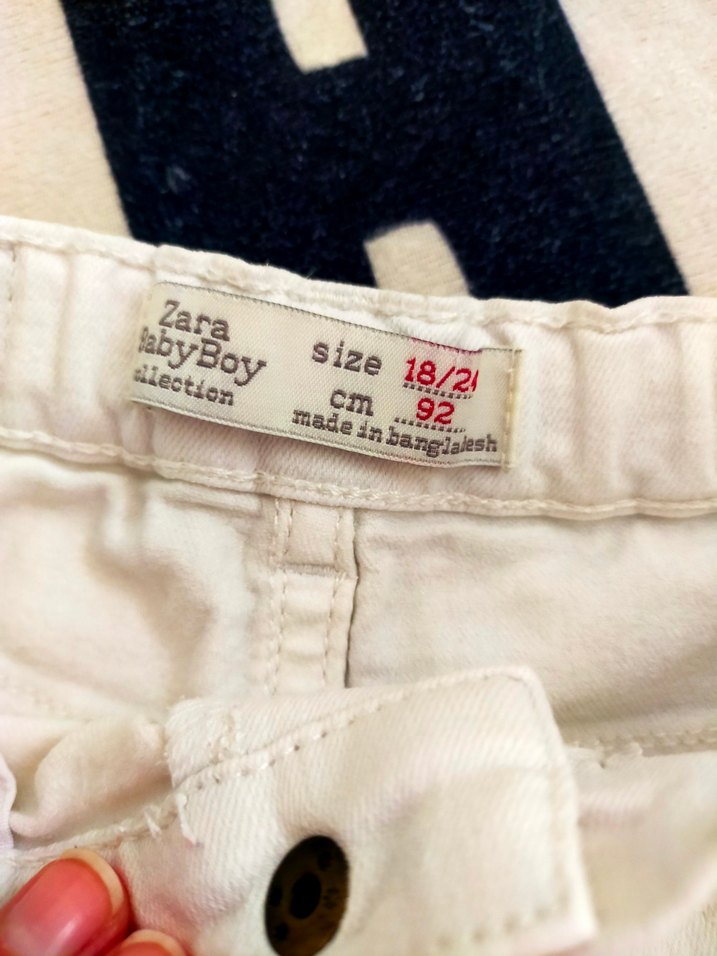 Zara
BabyBoy
collection
size 18/24
cm 92
made in bangladesh